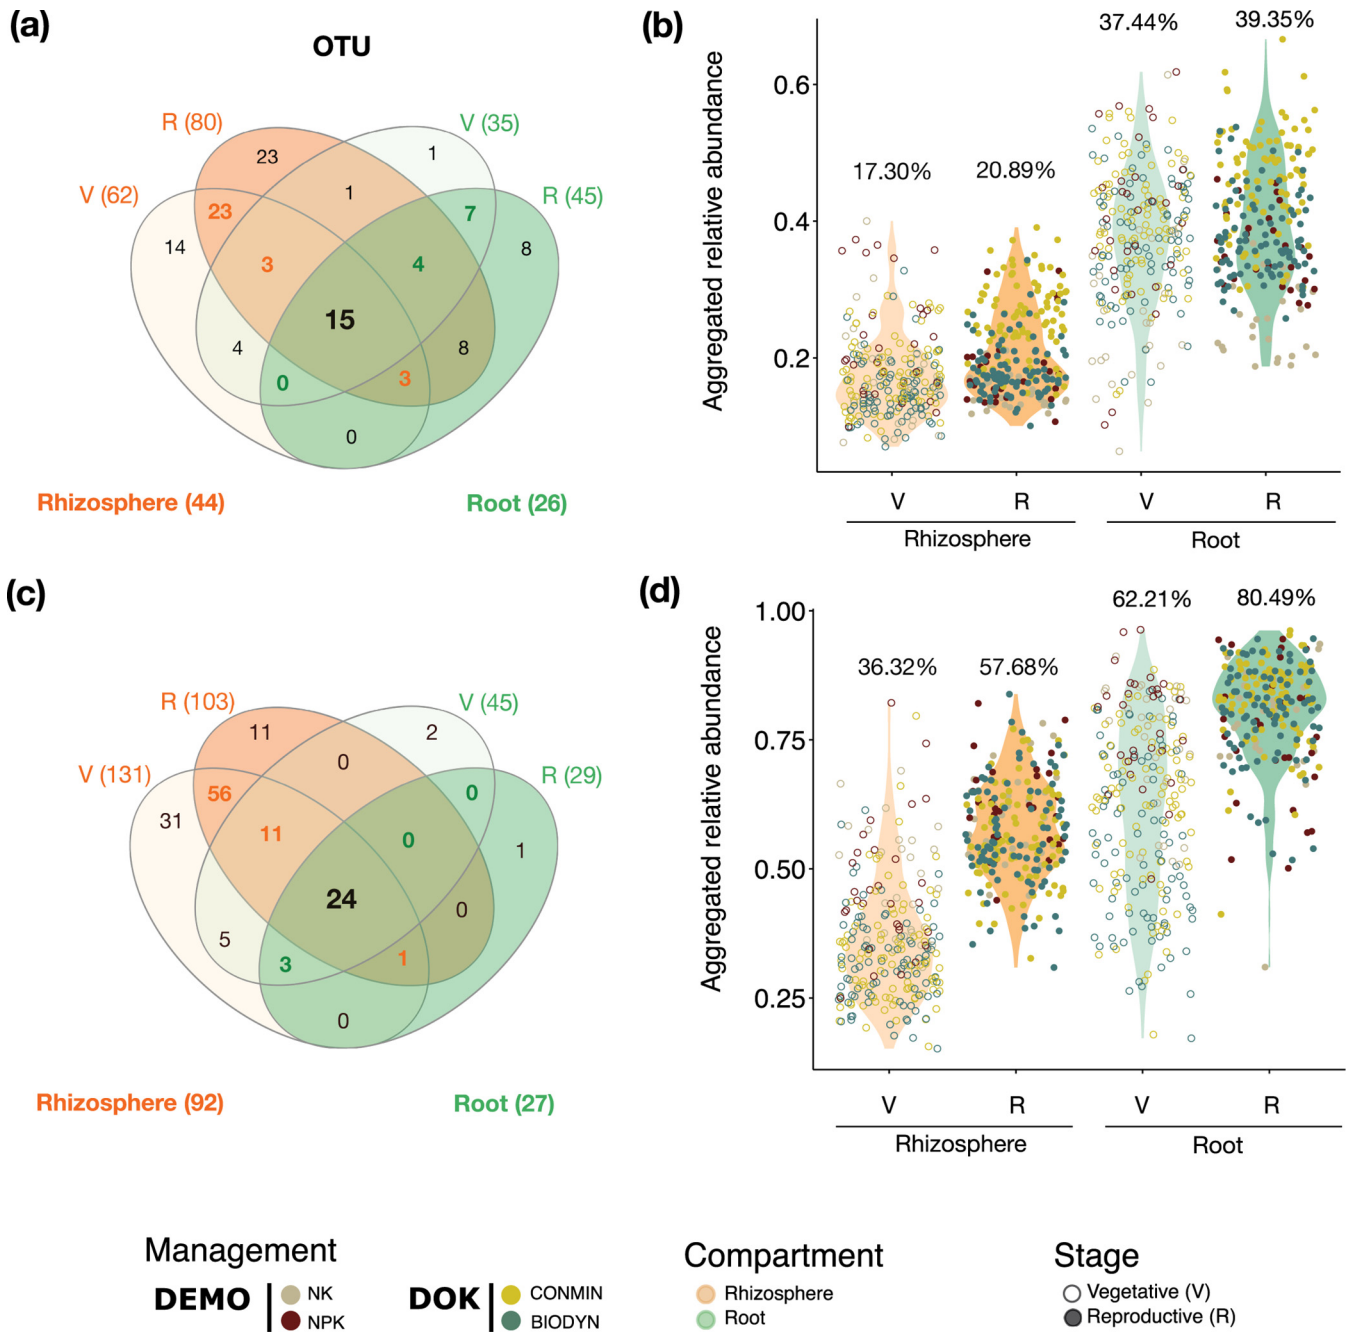 (a)
OTU
R (80)
V (35)
V (62)
R (45)
23
1
1
23
7
14
8
3
4
15
4
8
0
3
0
Rhizosphere (44)
Root (26)
(b)
37.44%
39.35%
17.30%
20.89%
Aggregated relative abundance
0.6
0.4
0.2
V
R
V
R
Rhizosphere
Root
(c)
R (103)
V (45)
V (131)
R (29)
11
2
0
56
0
31
11
0
1
24
0
5
3
1
0
Rhizosphere (92)
Root (27)
(d)
62.21%
80.49%
36.32%
57.68%
Aggregated relative abundance
1.00
0.75
0.50
0.25
V
R
V
R
Rhizosphere
Root
Management
DEMO
NK
NPK
DOK
CONMIN
BIODYN
Compartment
Rhizosphere
Root
Stage
Vegetative (V)
Reproductive (R)